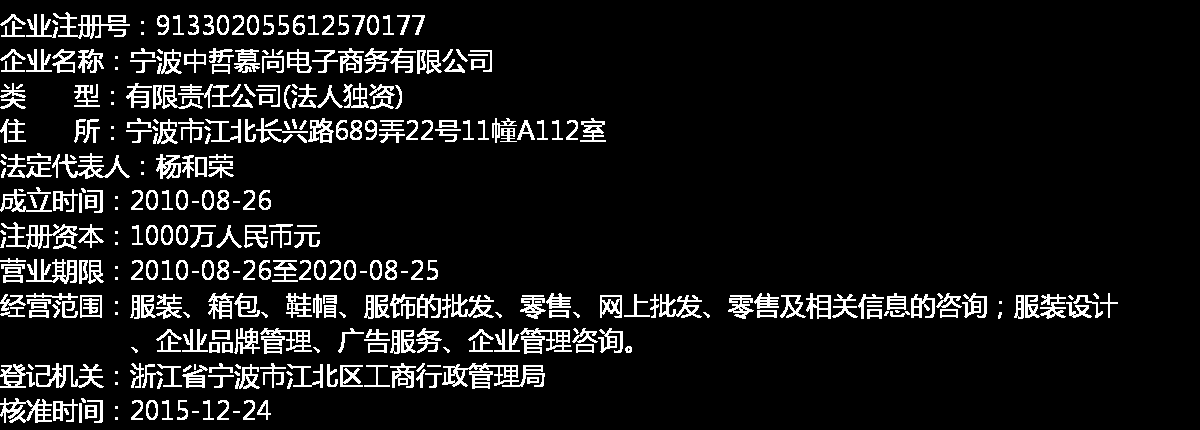 企业注册号：913302055612570177
企业名称：宁波中哲慕尚电子商务有限公司
类　　型：有限责任公司(法人独资)
住　　所：宁波市江北长兴路689弄22号11幢A112室
法定代表人：杨和荣
成立时间：2010-08-26
注册资本：1000万人民币元
营业期限：2010-08-26至2020-08-25
经营范围：服装、箱包、鞋帽、服饰的批发、零售、网上批发、零售及相关信息的咨询；服装设计
、企业品牌管理、广告服务、企业管理咨询。
登记机关：浙江省宁波市江北区工商行政管理局
核准时间：2015-12-24